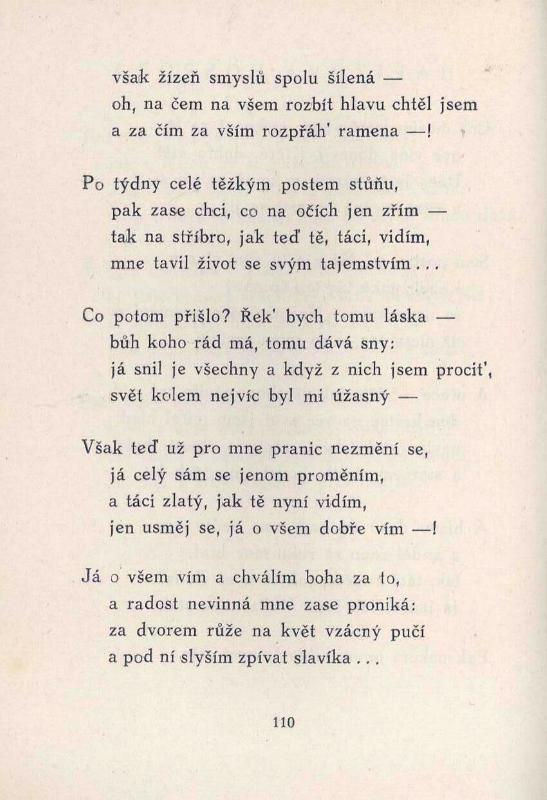 však žízeň smyslů spolu šílená —
oh, na čem na všem rozbít hlavu chtěl jsem
a za čím za vším rozpřáh' ramena —!
Po týdny celé těžkým postem stůňu,
pak zase chci, co na očích jen zřím —
tak na stříbro, jak teď tě, táci, vidím,
mne tavil život se svým tajemstvím...
Co potom přišlo? Řek' bych tomu láska —
bůh koho rád má, tomu dává sny:
já snil je všechny a když z nich jsem procit',
svět kolem nejvíc byl mi úžasný —
Však teď už pro mne pranic nezmění se,
já celý sám se jenom proměním,
a táci zlatý, jak tě nyní vidím,
jen usměj se, já o všem dobře vím —!
Já o všem vím a chválím boha za to,
a radost nevinná mne zase proniká:
za dvorem růže na květ vzácný pučí
a pod ní slyším zpívat slavíka...
110